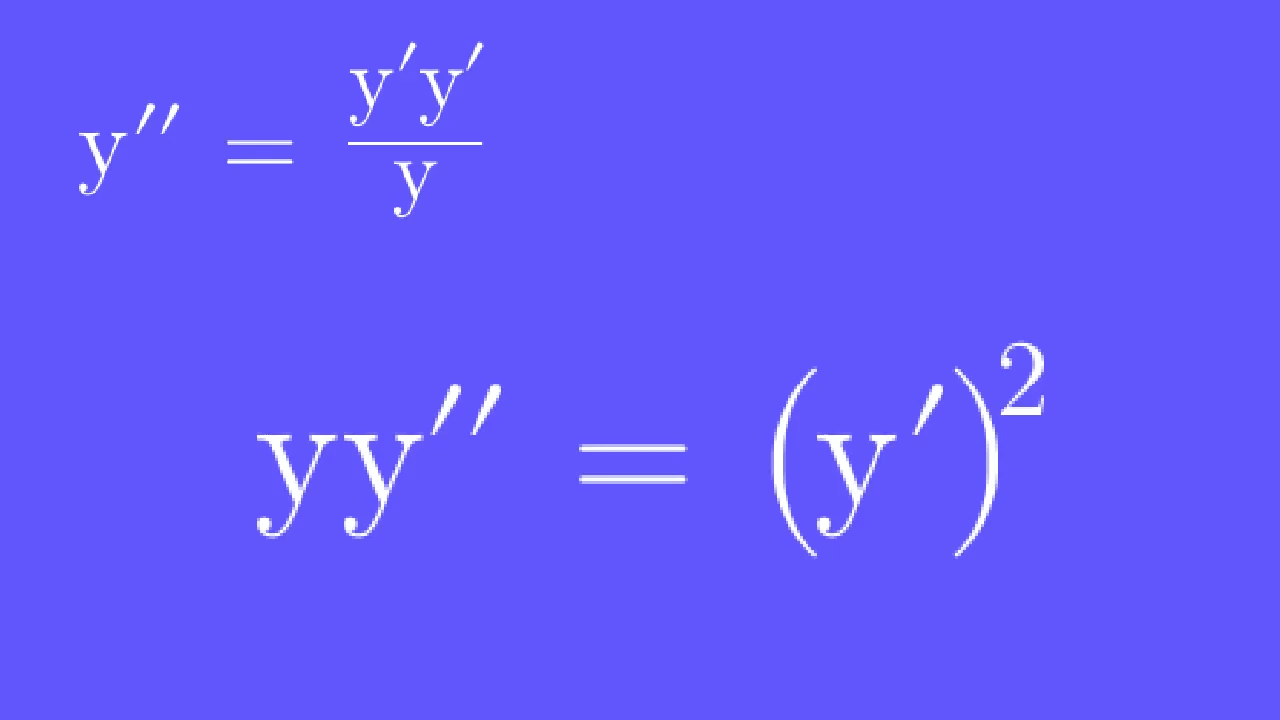 y′′ = y′y′/y
yy′′ = (y′)²